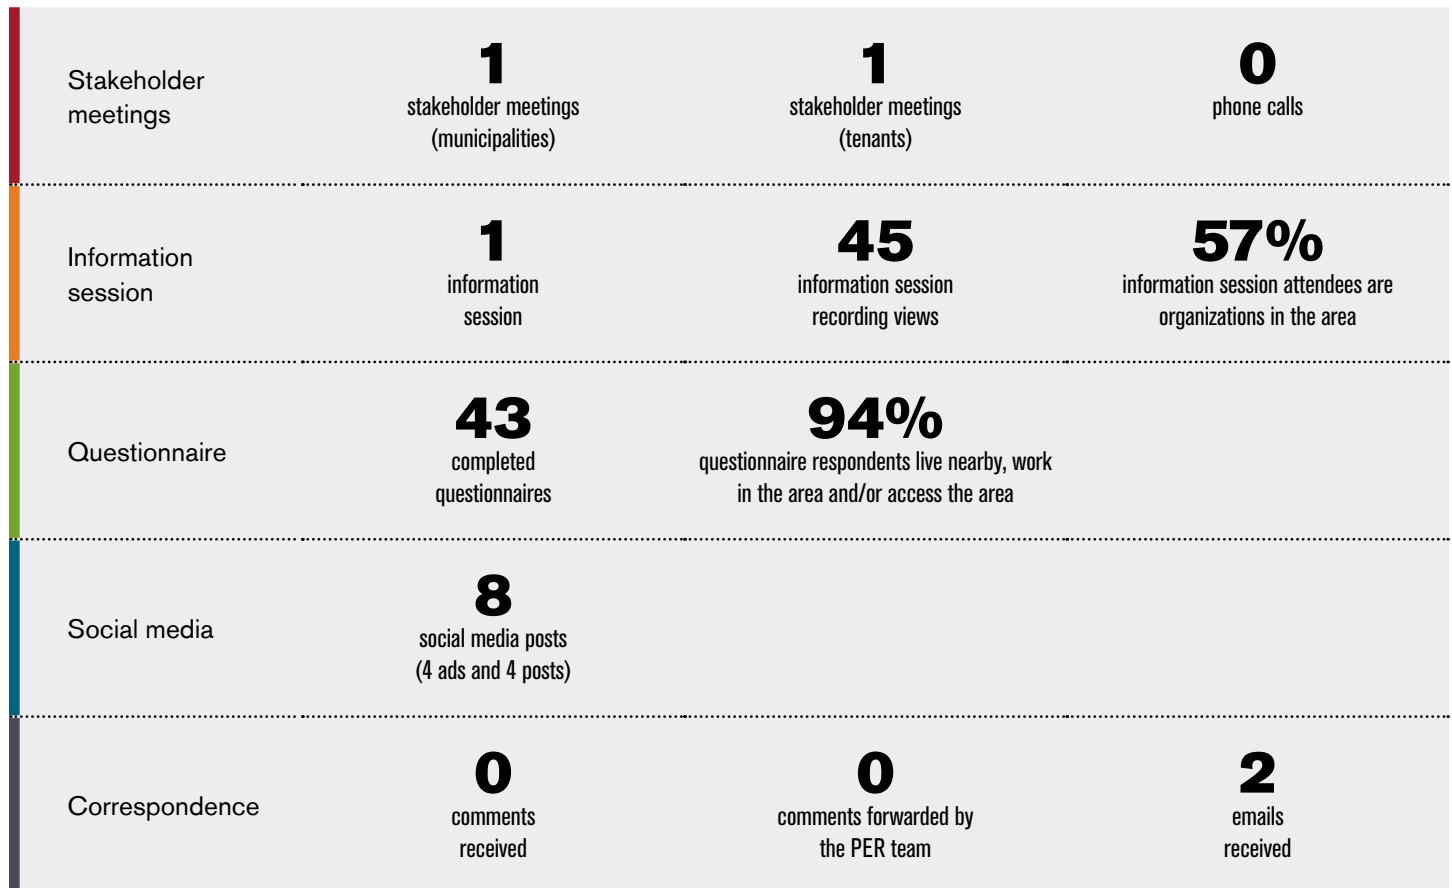 Stakeholder
meetings
1
stakeholder meetings
(municipalities)
1
stakeholder meetings
(tenants)
0
phone calls
Information
session
1
information
session
45
information session
recording views
57%
information session attendees are
organizations in the area
Questionnaire
43
completed
questionnaires
94%
questionnaire respondents live nearby, work
in the area and/or access the area
Social media
8
social media posts
(4 ads and 4 posts)
Correspondence
0
comments
received
0
comments forwarded by
the PER team
2
emails
received